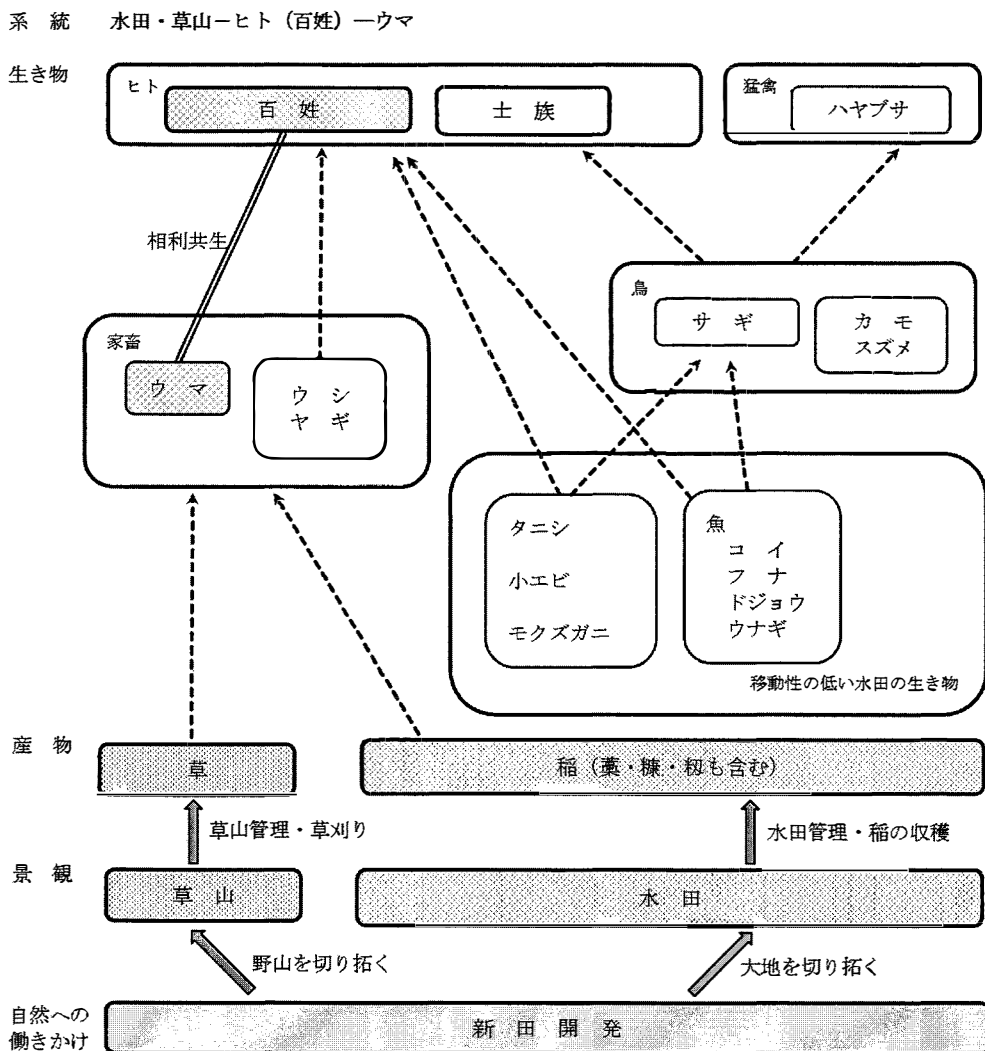 系 統 水田・草山－ヒト（百姓）―ウマ
生き物
ヒト
百 姓
士 族
猛禽
ハヤブサ
相利共生
鳥
サ ギ
カ モ
スズメ
家畜
ウ マ
ウ シ
ヤ ギ
タニシ
小エビ
モクズガニ
魚
コ イ
フ ナ
ドジョウ
ウナギ
移動性の低い水田の生き物
産 物
草
稲（藁・糠・籾も含む）
草山管理・草刈り
水田管理・稲の収穫
景 観
草 山
水 田
野山を切り拓く
大地を切り拓く
自然への
働きかけ
新 田 開 発